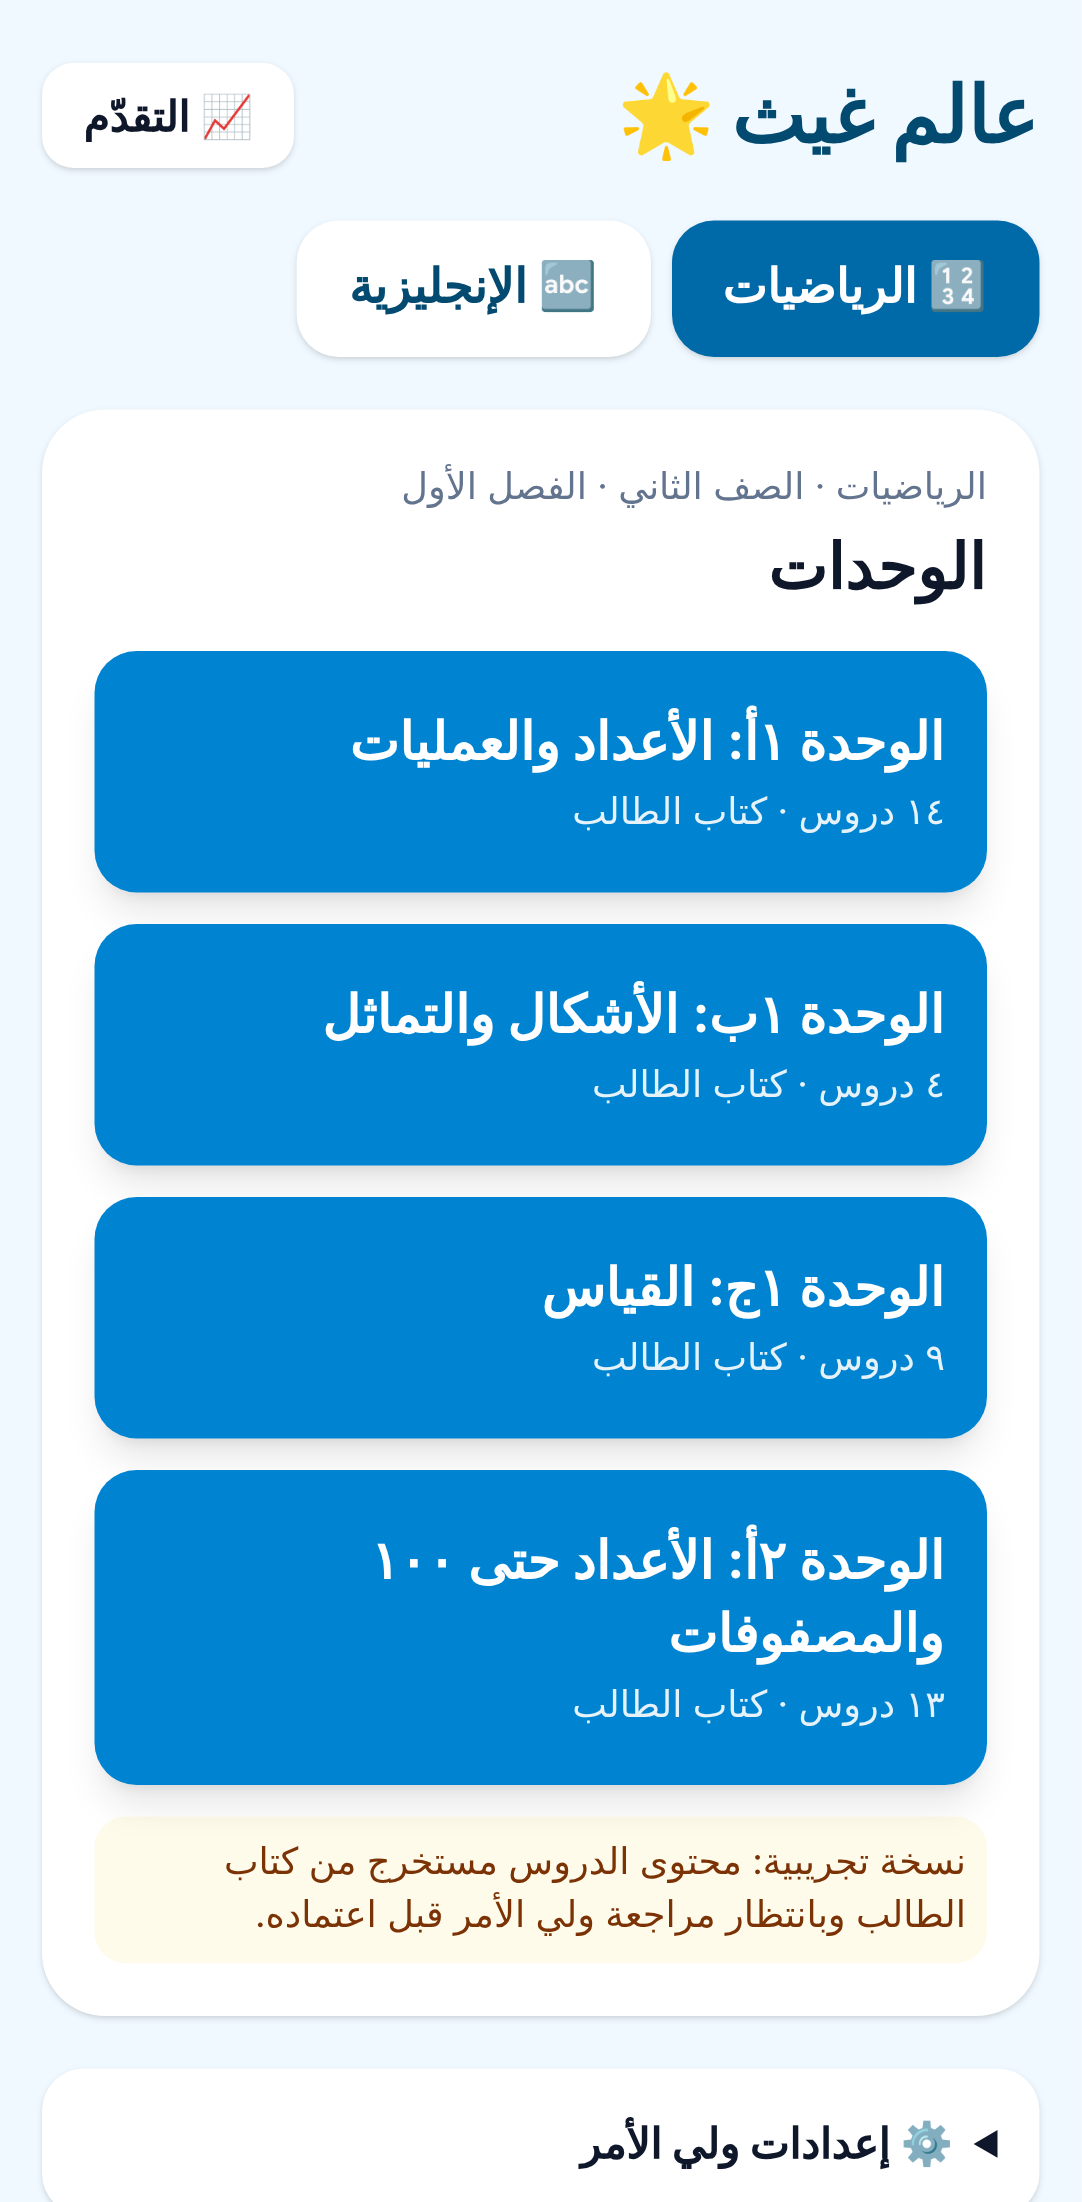 عالم غيث 🌟
📈 التقدّم
🔢 الرياضيات
🔤 الإنجليزية
الرياضيات · الصف الثاني · الفصل الأول
الوحدات
الوحدة ١أ: الأعداد والعمليات
١٤ دروس · كتاب الطالب
الوحدة ١ب: الأشكال والتماثل
٤ دروس · كتاب الطالب
الوحدة ١ج: القياس
٩ دروس · كتاب الطالب
الوحدة ٢أ: الأعداد حتى ١٠٠
والمصفوفات
١٣ دروس · كتاب الطالب
نسخة تجريبية: محتوى الدروس مستخرج من كتاب
الطالب وبانتظار مراجعة ولي الأمر قبل اعتماده.
◀ ⚙️ إعدادات ولي الأمر